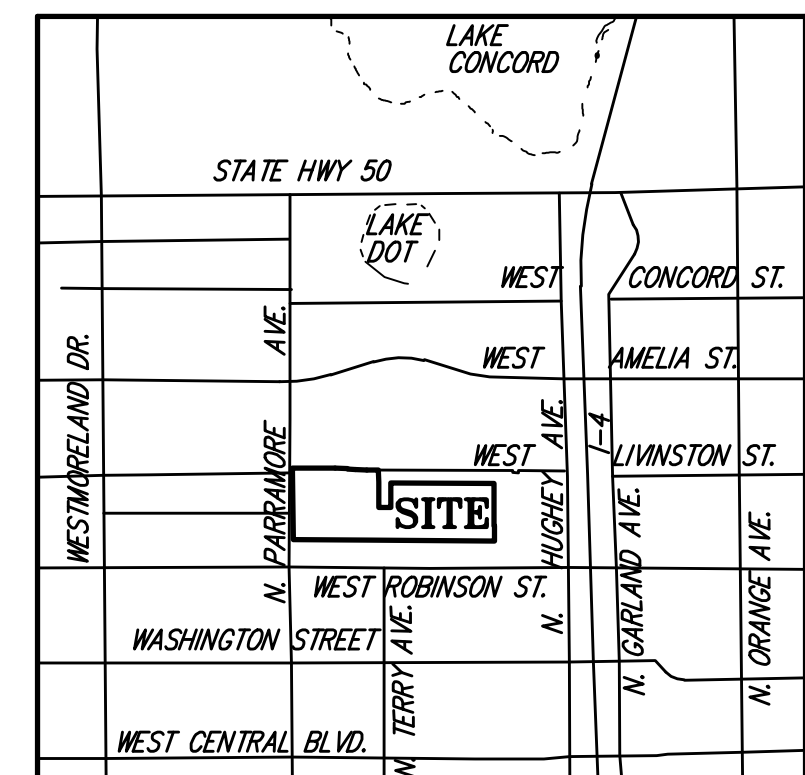 LAKE
CONCORD
STATE HWY 50
LAKE
DOT
WEST CONCORD ST.
WEST AMELIA ST.
WEST LIVINSTON ST.
WESTMORELAND DR.
N. PARRAMORE AVE.
N. HUGHEY AVE.
I-4
SITE
N. GARLAND AVE.
N. ORANGE AVE.
WEST ROBINSON ST.
WASHINGTON STREET
N. TERRY AVE.
WEST CENTRAL BLVD.